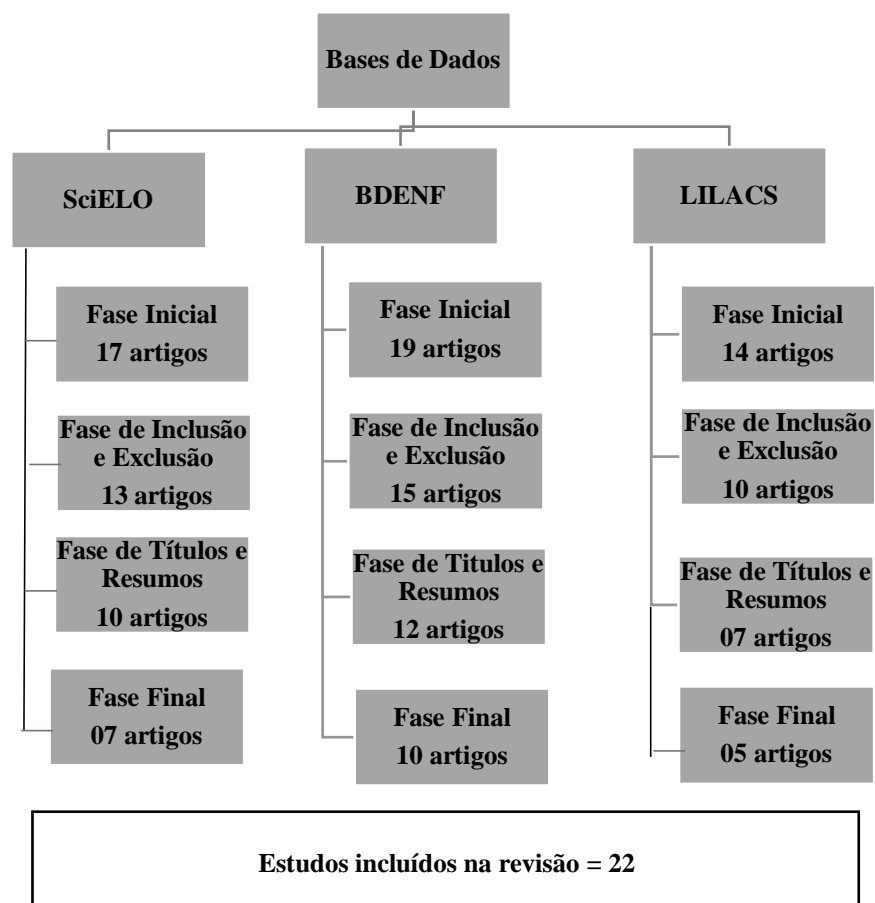 Bases de Dados
SciELO
Fase Inicial
17 artigos
Fase de Inclusão
e Exclusão
13 artigos
Fase de Títulos e
Resumos
10 artigos
Fase Final
07 artigos
BDENF
Fase Inicial
19 artigos
Fase de Inclusão
e Exclusão
15 artigos
Fase de Titulos e
Resumos
12 artigos
Fase Final
10 artigos
LILACS
Fase Inicial
14 artigos
Fase de Inclusão
e Exclusão
10 artigos
Fase de Títulos e
Resumos
07 artigos
Fase Final
05 artigos
Estudos incluídos na revisão = 22